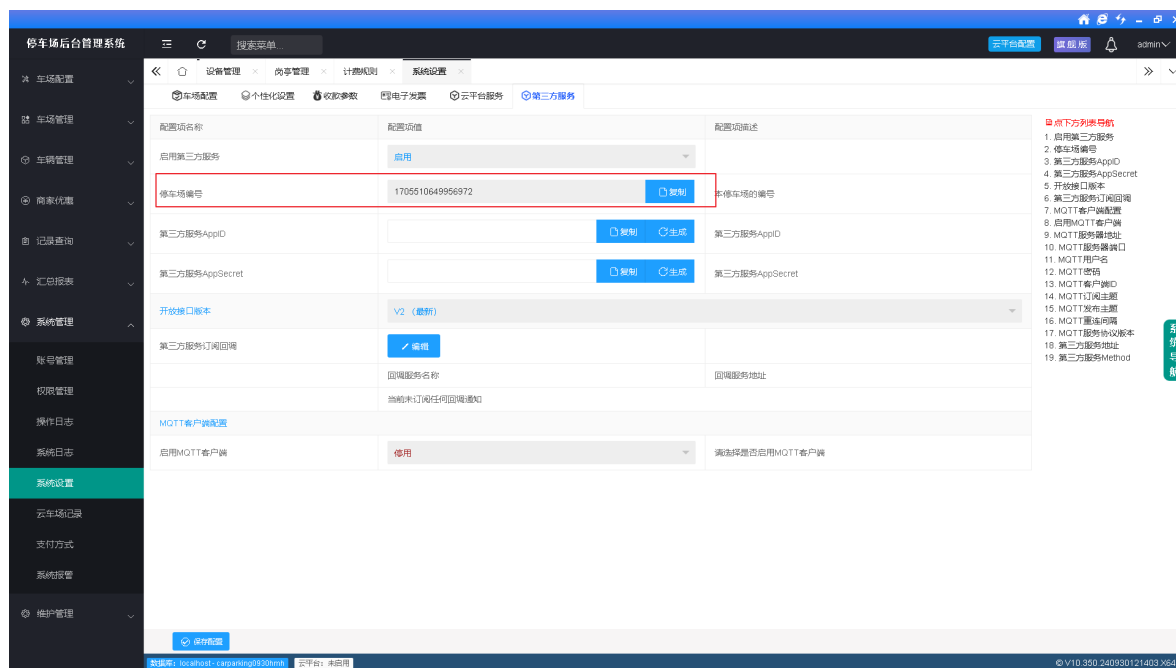 停车场后台管理系统
搜索菜单...
云平台配置
旗舰版
admin
车场配置
车场管理
车辆管理
商家优惠
记录查询
汇总报表
系统管理
账号管理
权限管理
操作日志
系统日志
系统设置
云车场记录
支付方式
系统报警
维护管理
设备管理 × 岗亭管理 × 计费规则 × 系统设置 ×
车场配置 个性化设置 收款参数 电子发票 云平台服务 第三方服务
配置项名称 配置项值 配置项描述
启用第三方服务 启用
停车场编号 1705510649956972 复制 本停车场的编号
第三方服务AppID 复制 生成 第三方服务AppID
第三方服务AppSecret 复制 生成 第三方服务AppSecret
开放接口版本 V2 （最新）
第三方服务订阅回调 编辑
回调服务名称 回调服务地址
当前未订阅任何回调通知
MQTT客户端配置
启用MQTT客户端 停用 请选择是否启用MQTT客户端
点下方列表导航
1. 启用第三方服务
2. 停车场编号
3. 第三方服务AppID
4. 第三方服务AppSecret
5. 开放接口版本
6. 第三方服务订阅回调
7. MQTT客户端配置
8. 启用MQTT客户端
9. MQTT服务器地址
10. MQTT服务器端口
11. MQTT用户名
12. MQTT密码
13. MQTT客户端ID
14. MQTT订阅主题
15. MQTT发布主题
16. MQTT重连间隔
17. MQTT服务协议版本
18. 第三方服务地址
19. 第三方服务Method
系统导航
保存配置
数据库：localhost - carparking0930hmh 云平台：未启用
© V10.350.240930121403.X64